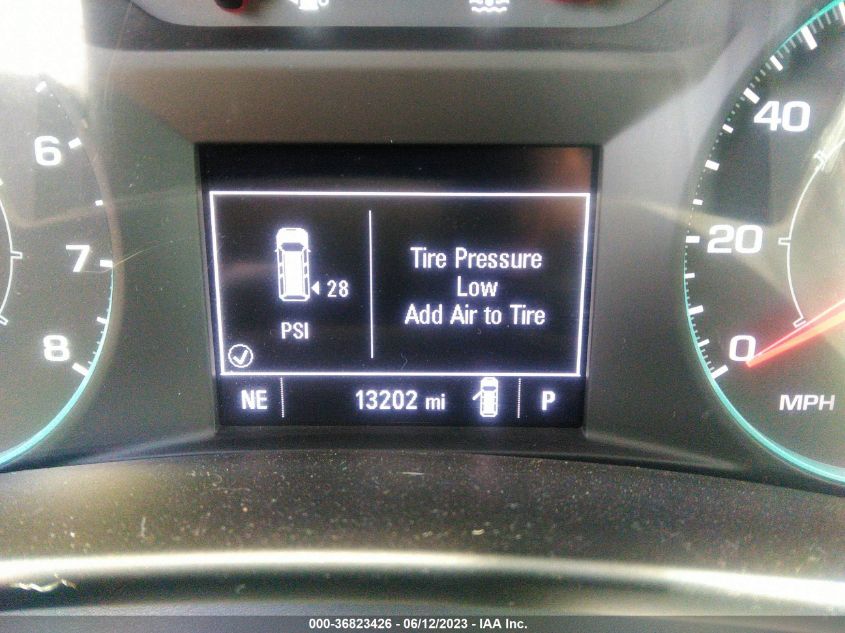 6
7
8
28
PSI
Tire Pressure
Low
Add Air to Tire
NE
13202 mi
P
40
20
0
MPH
000-36823426 - 06/12/2023 - IAA Inc.